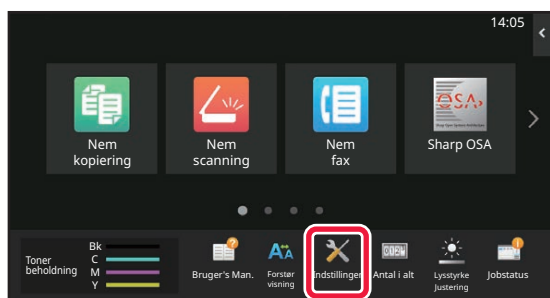 14:05
Nem
kopiering
Nem
scanning
Nem
fax
OSA
Sharp OSA
Toner
beholdning
Bk
C
M
Y
Bruger's Man.
Forstør
visning
Indstillinger
Antal i alt
Lysstyrke
Justering
Jobstatus